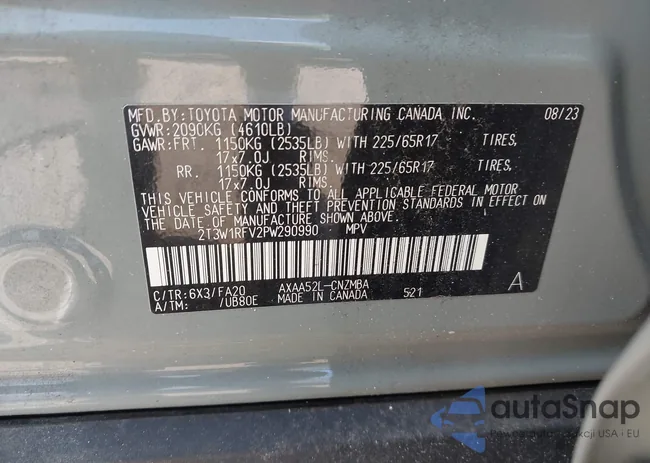 MFD.BY:TOYOTA MOTOR MANUFACTURING CANADA INC. 08/23
GVWR:2090KG (4610LB)
GAWR:FRT. 1150KG (2535LB) WITH 225/65R17 TIRES,
17x7.0J RIMS.
RR. 1150KG (2535LB) WITH 225/65R17 TIRES,
17x7.0J RIMS.
THIS VEHICLE CONFORMS TO ALL APPLICABLE FEDERAL MOTOR
VEHICLE SAFETY AND THEFT PREVENTION STANDARDS IN EFFECT ON
THE DATE OF MANUFACTURE SHOWN ABOVE.
2T3W1RFV2PW290990 MPV
C/TR:6X3/FA20 AXAA52L-CNZMBA 521 A
A/TM: /UB80E MADE IN CANADA
autaSnap
USA - EU